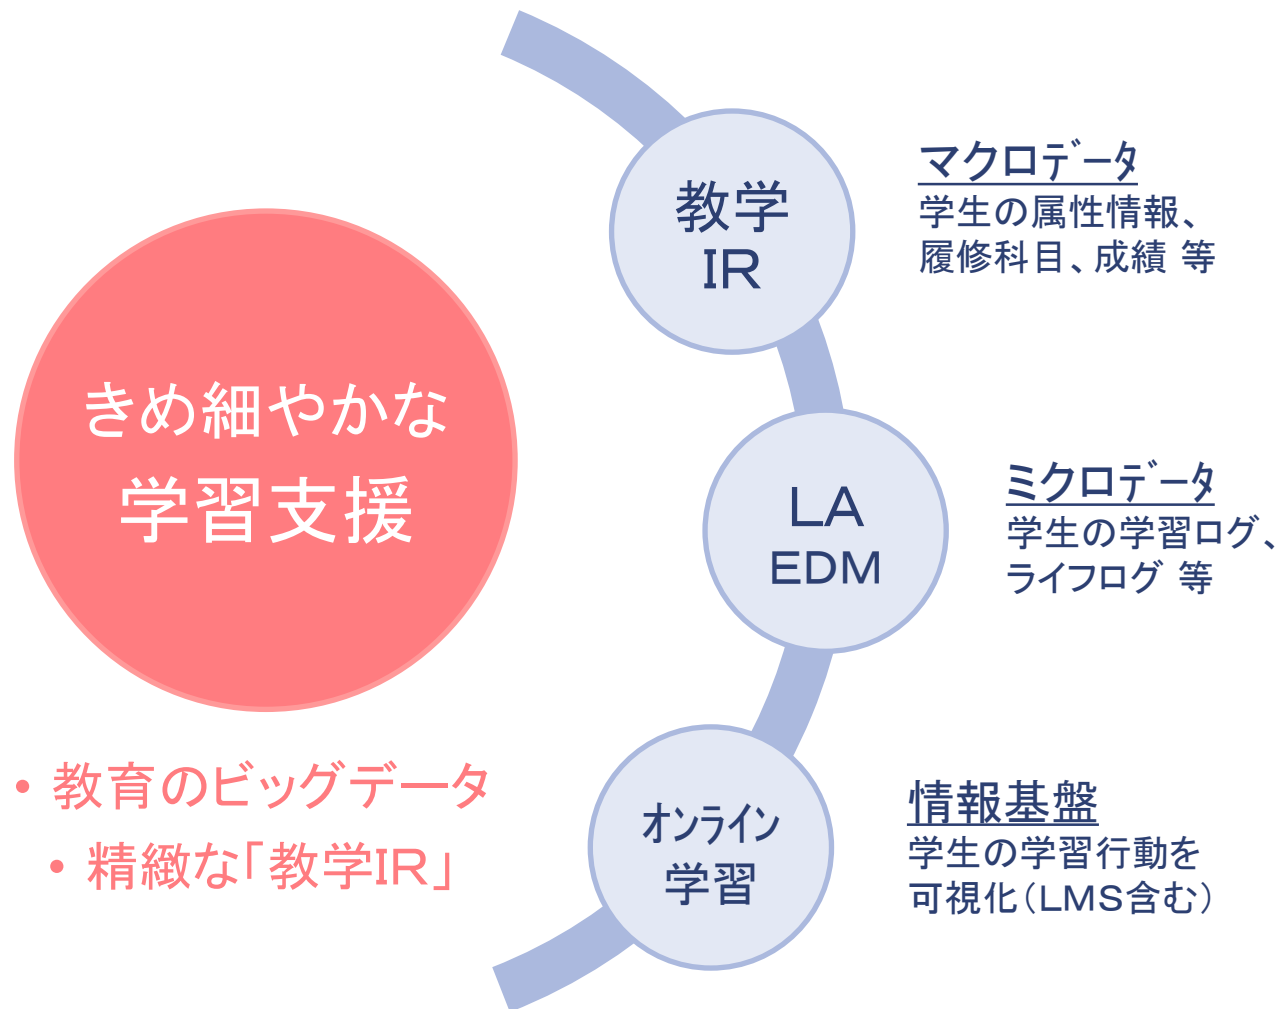 きめ細やかな
学習支援
• 教育のビッグデータ
• 精緻な「教学IR」
教学
IR
マクロﾃﾞｰﾀ
学生の属性情報、
履修科目、成績 等
LA
EDM
ミクロﾃﾞｰﾀ
学生の学習ログ、
ライフログ 等
ｵﾝﾗｲﾝ
学習
情報基盤
学生の学習行動を
可視化（LMS含む）